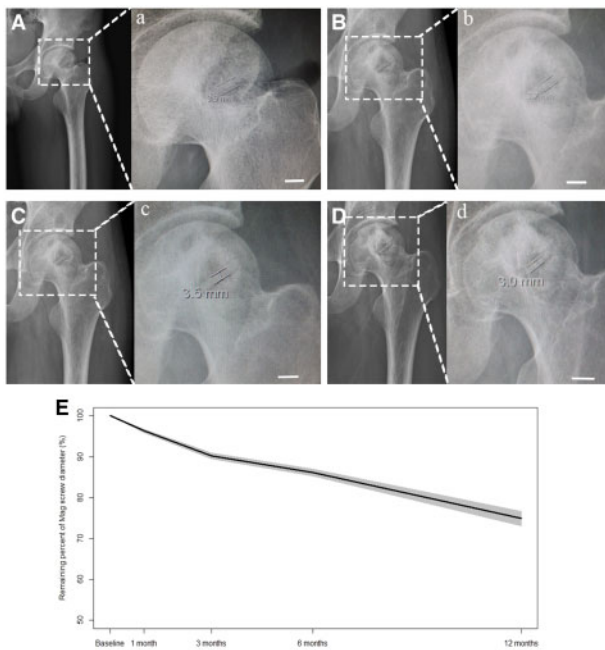 A
a
B
b
C
c
3.5 mm
D
d
3.0 mm
E
Remaining percent of Mag screw diameter (%)
100
90
80
70
60
50
Baseline
1 month
3 months
6 months
12 months